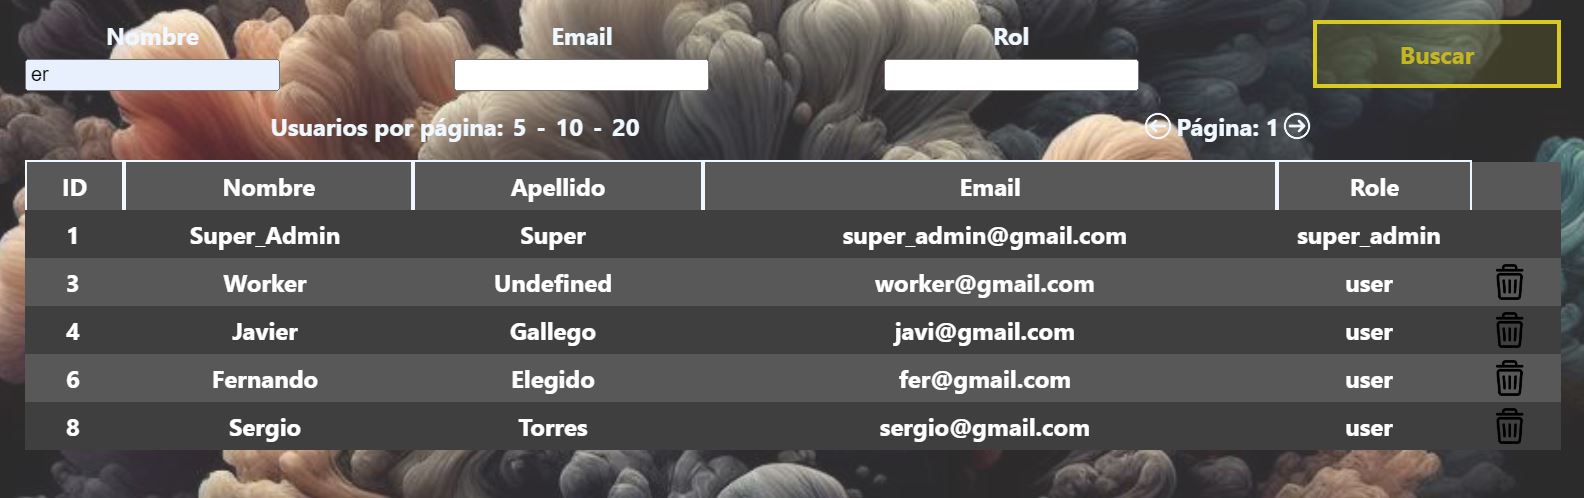 Nombre Email Rol
er Buscar
Usuarios por página: 5 - 10 - 20 Página: 1
ID Nombre Apellido Email Role
1 Super_Admin Super super_admin@gmail.com super_admin
3 Worker Undefined worker@gmail.com user
4 Javier Gallego javi@gmail.com user
6 Fernando Elegido fer@gmail.com user
8 Sergio Torres sergio@gmail.com user